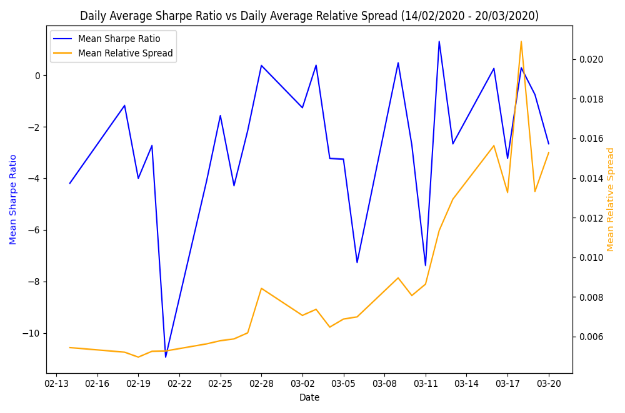 Daily Average Sharpe Ratio vs Daily Average Relative Spread (14/02/2020 - 20/03/2020)
Mean Sharpe Ratio
Mean Relative Spread
Mean Sharpe Ratio
0
−2
−4
−6
−8
−10
0.020
0.018
0.016
0.014
0.012
0.010
0.008
0.006
Mean Relative Spread
02-13 02-16 02-19 02-22 02-25 02-28 03-02 03-05 03-08 03-11 03-14 03-17 03-20
Date